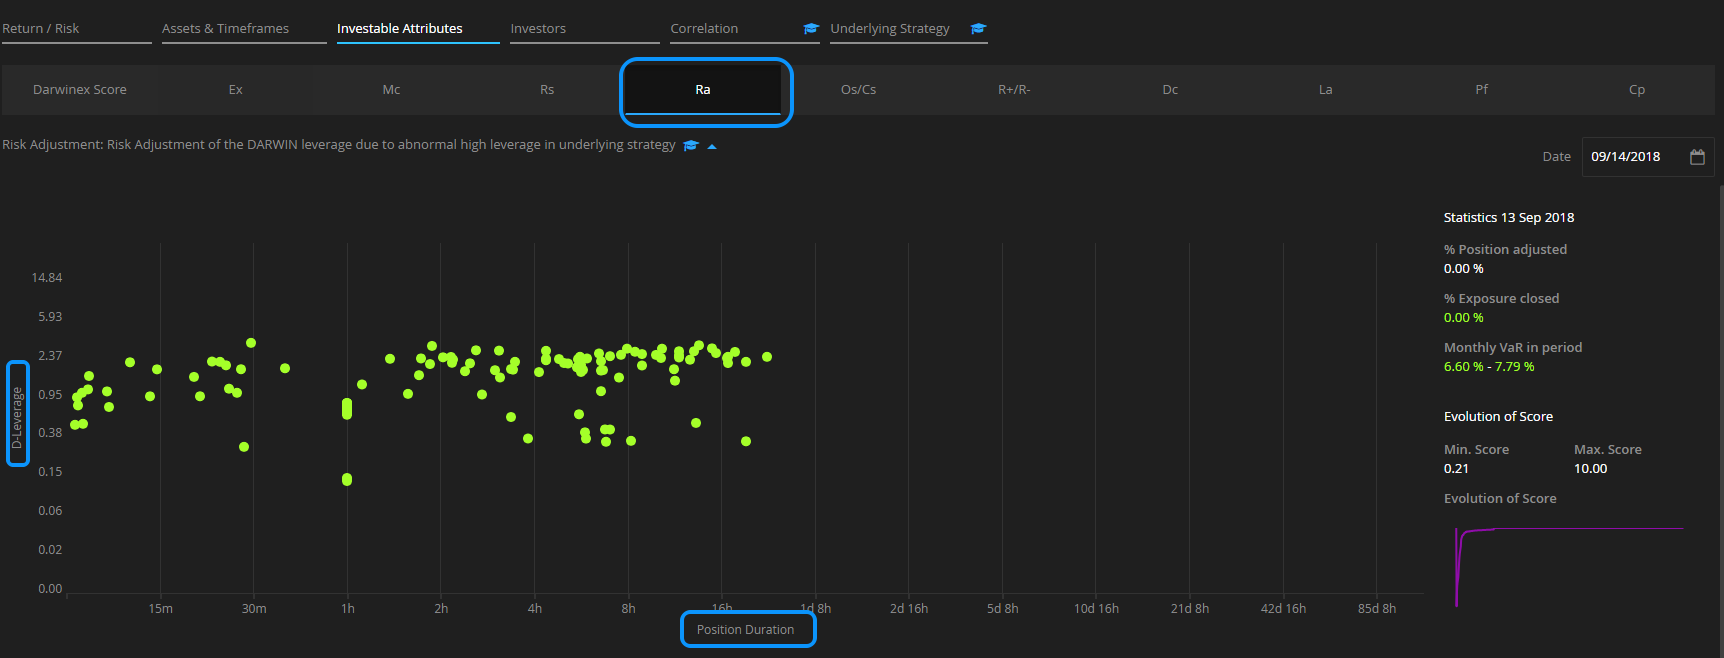 Return / Risk Assets & Timeframes Investable Attributes Investors Correlation Underlying Strategy
Darwinex Score Ex Mc Rs Ra Os/Cs R+/R- Dc La Pf Cp
Risk Adjustment: Risk Adjustment of the DARWIN leverage due to abnormal high leverage in underlying strategy
Date 09/14/2018
Statistics 13 Sep 2018
% Position adjusted
0.00 %
% Exposure closed
0.00 %
Monthly VaR in period
6.60 % - 7.79 %
Evolution of Score
Min. Score Max. Score
0.21 10.00
Evolution of Score
D-Leverage
14.84
5.93
2.37
0.95
0.38
0.15
0.06
0.02
0.00
15m 30m 1h 2h 4h 8h 16h 1d 8h 2d 16h 5d 8h 10d 16h 21d 8h 42d 16h 85d 8h
Position Duration